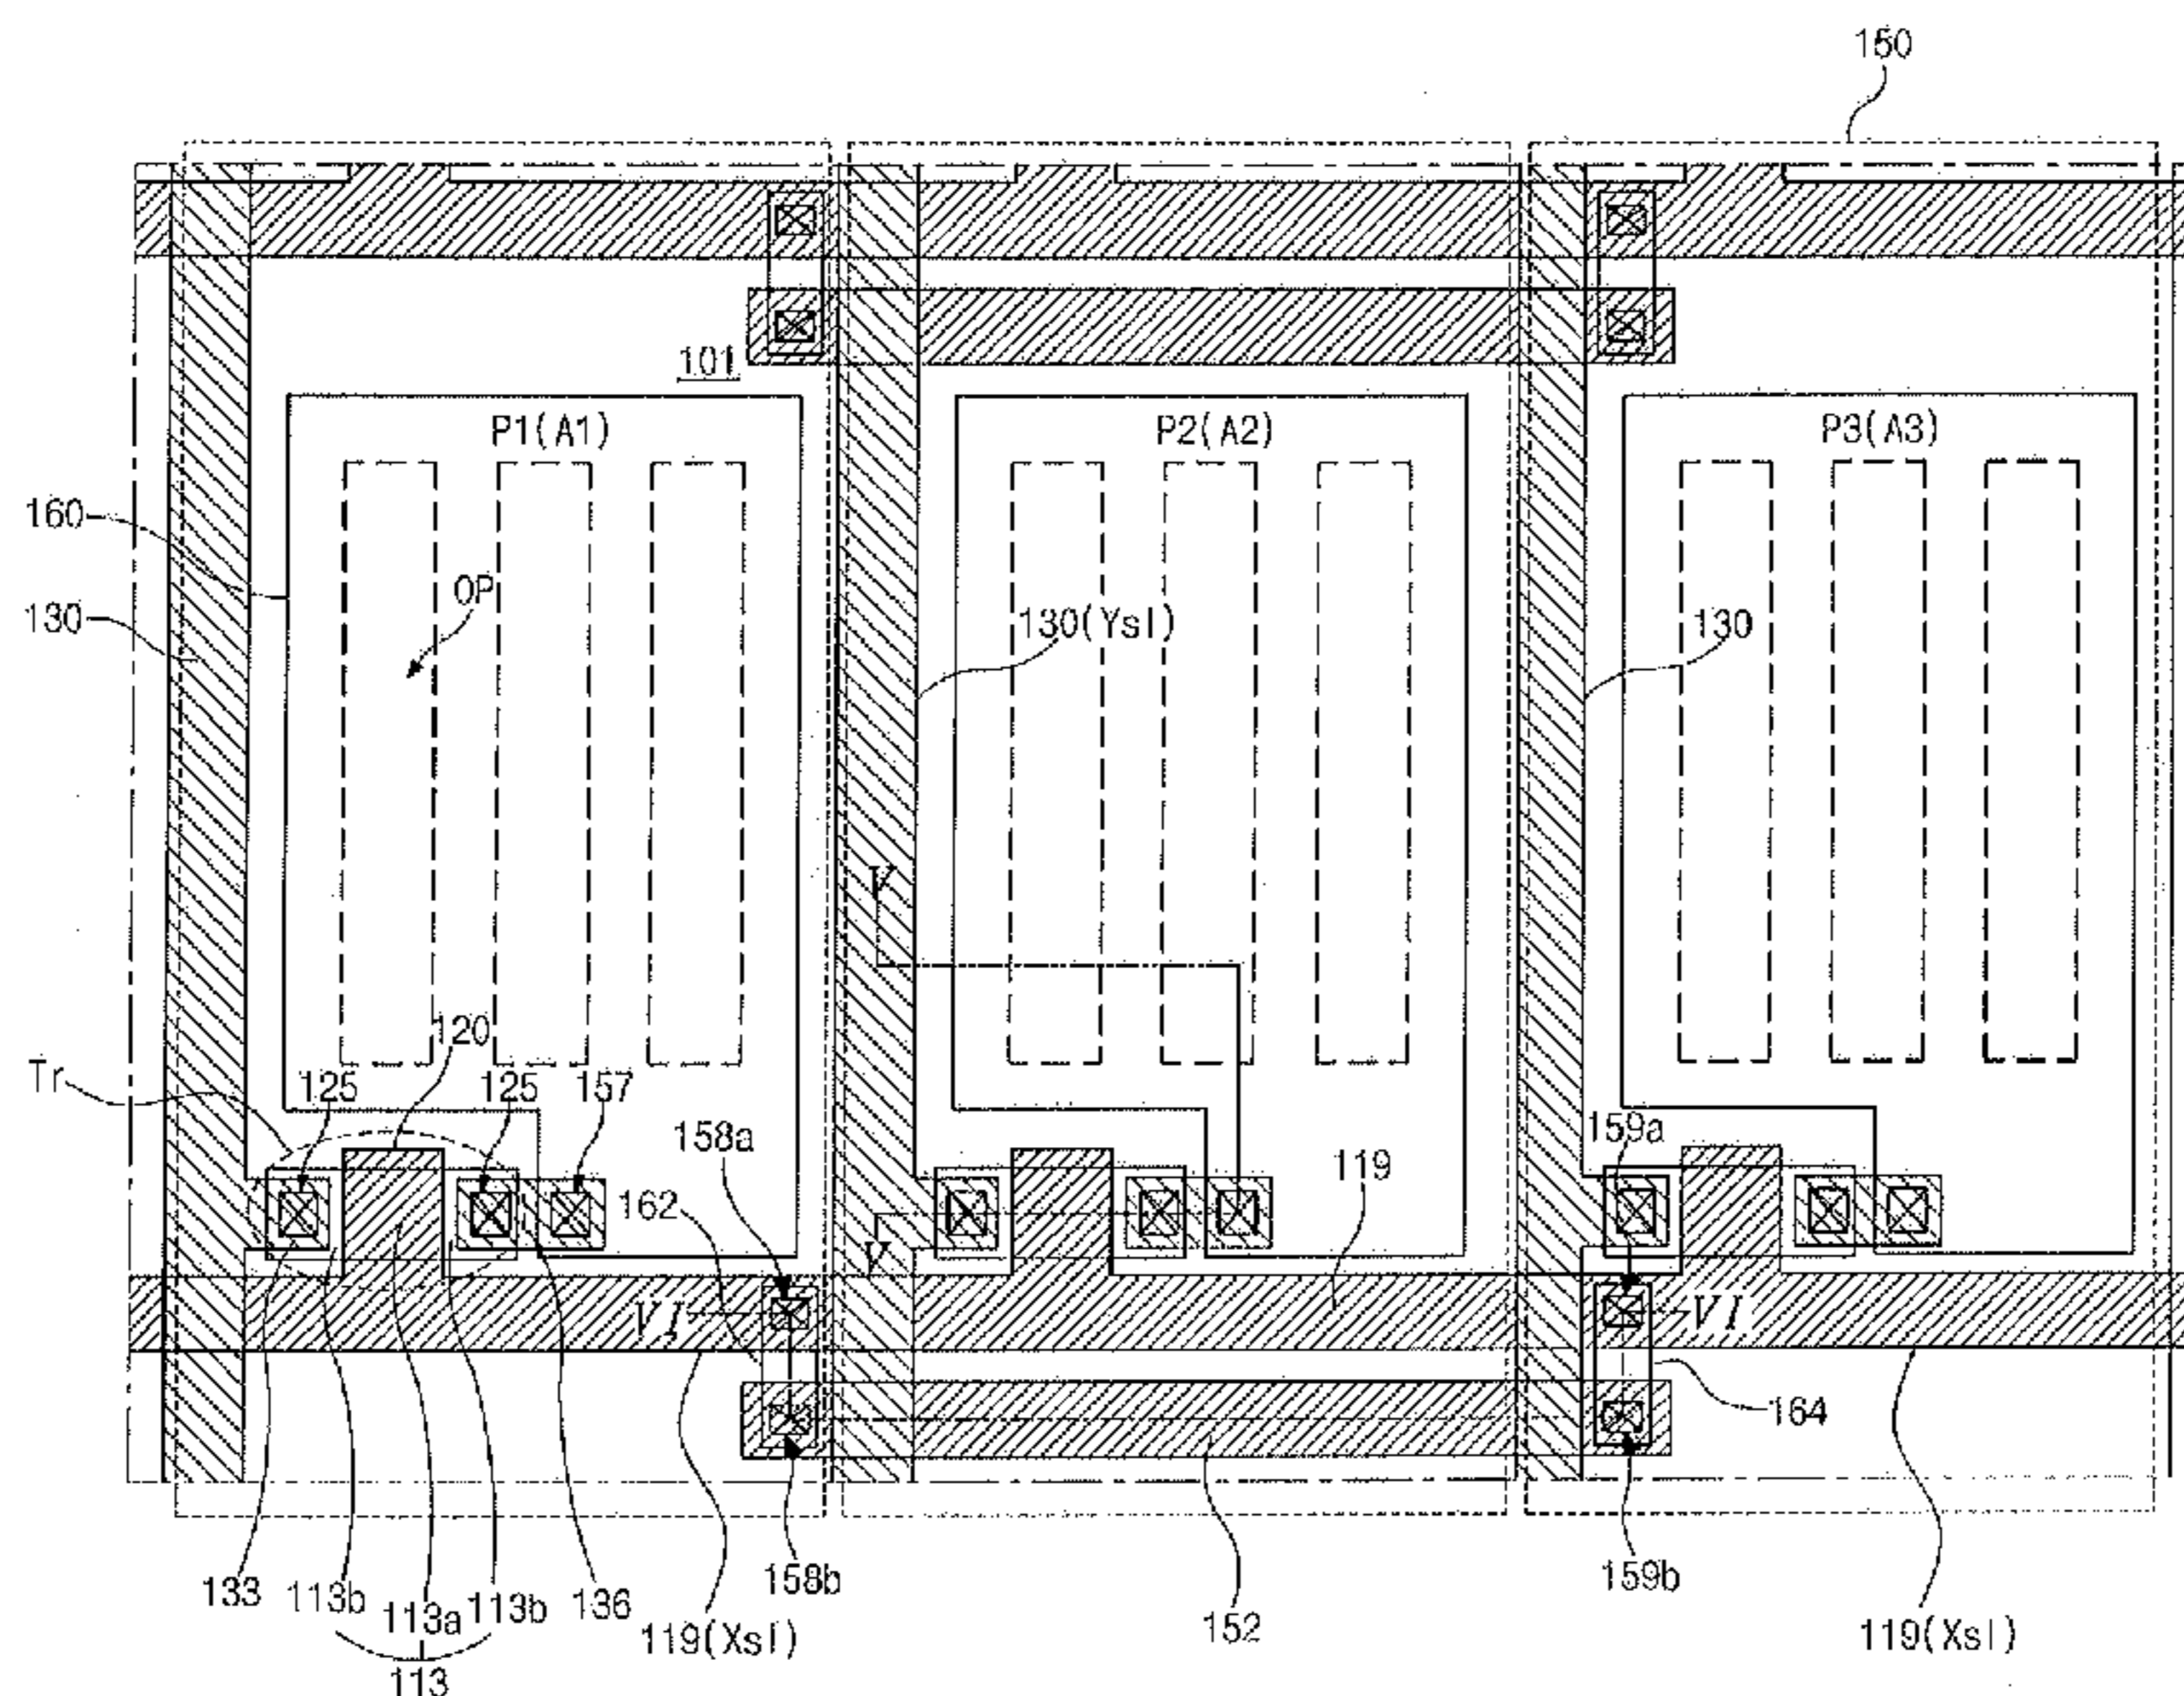 150
101
P1(A1)
P2(A2)
P3(A3)
160
OP
130
130(Ysl)
130
V
120
Tr
125
125
157
158a
159a
119
162
V
VI'
VI
164
133
113b
113a
113b
136
158b
159b
119(Xsl)
152
119(Xsl)
113